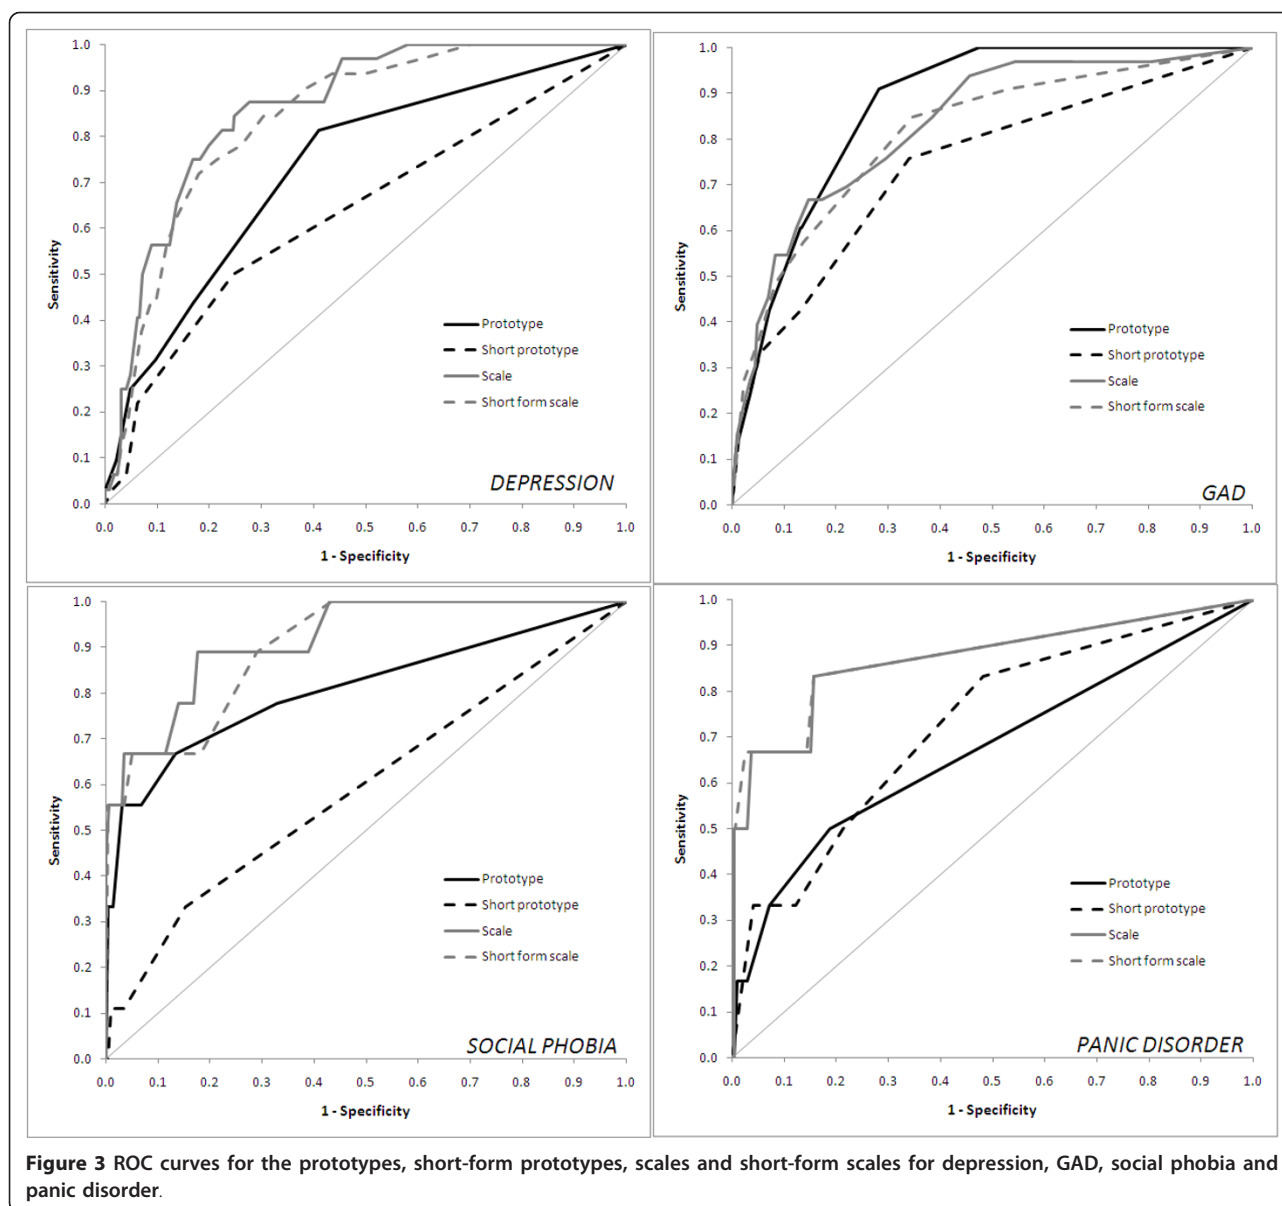 1.0
0.9
0.8
0.7
0.6
0.5
0.4
0.3
0.2
0.1
0.0
Sensitivity
0.0 0.1 0.2 0.3 0.4 0.5 0.6 0.7 0.8 0.9 1.0
1 - Specificity
Prototype
Short prototype
Scale
Short form scale
DEPRESSION
1.0
0.9
0.8
0.7
0.6
0.5
0.4
0.3
0.2
0.1
0.0
Sensitivity
0.0 0.1 0.2 0.3 0.4 0.5 0.6 0.7 0.8 0.9 1.0
1 - Specificity
Prototype
Short prototype
Scale
Short form scale
GAD
1.0
0.9
0.8
0.7
0.6
0.5
0.4
0.3
0.2
0.1
0.0
Sensitivity
0.0 0.1 0.2 0.3 0.4 0.5 0.6 0.7 0.8 0.9 1.0
1 - Specificity
Prototype
Short prototype
Scale
Short form scale
SOCIAL PHOBIA
1.0
0.9
0.8
0.7
0.6
0.5
0.4
0.3
0.2
0.1
0.0
Sensitivity
0.0 0.1 0.2 0.3 0.4 0.5 0.6 0.7 0.8 0.9 1.0
1 - Specificity
Prototype
Short prototype
Scale
Short form scale
PANIC DISORDER
Figure 3 ROC curves for the prototypes, short-form prototypes, scales and short-form scales for depression, GAD, social phobia and
panic disorder.